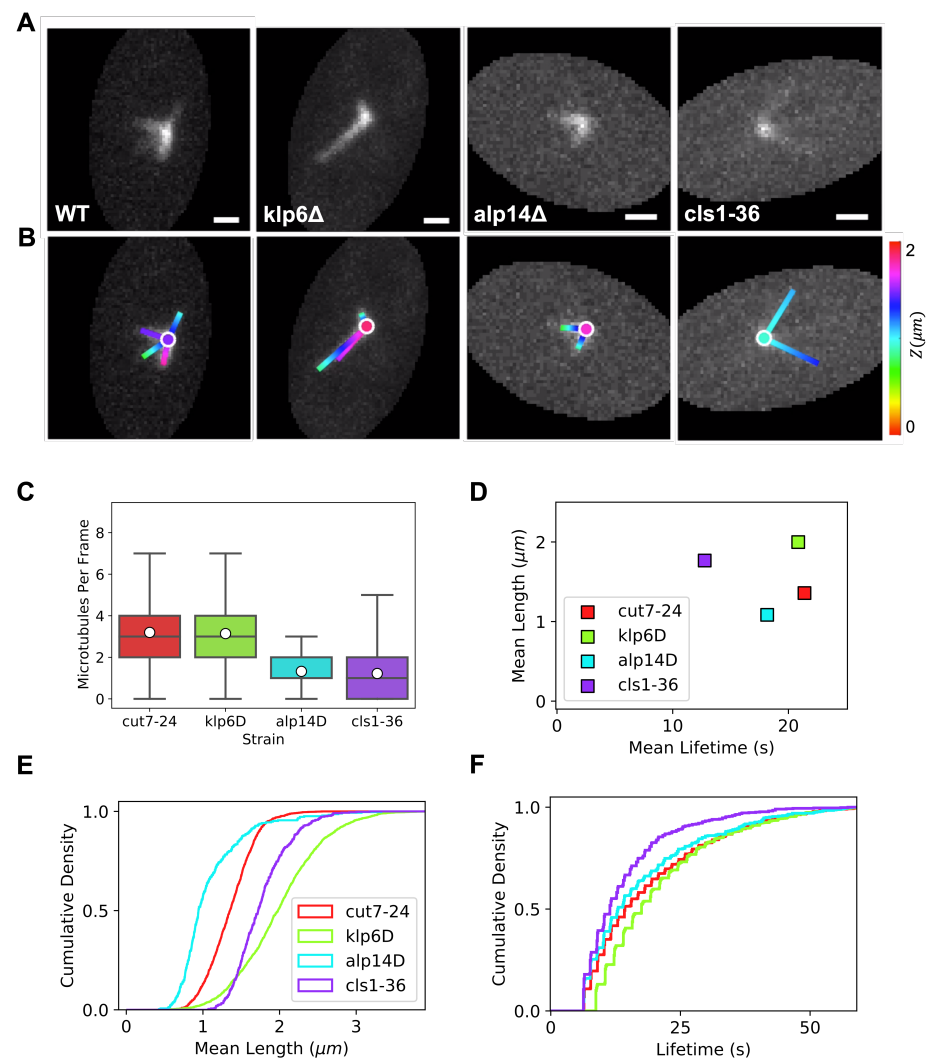 A
WT
klp6Δ
alp14Δ
cls1-36
B
2
Z(μm)
0
C
Microtubules Per Frame
8
6
4
2
0
cut7-24 klp6D alp14D cls1-36
Strain
D
Mean Length (μm)
2
1
0
cut7-24
klp6D
alp14D
cls1-36
0 10 20
Mean Lifetime (s)
E
Cumulative Density
1.0
0.5
0.0
cut7-24
klp6D
alp14D
cls1-36
0 1 2 3
Mean Length (μm)
F
Cumulative Density
1.0
0.5
0.0
0 25 50
Lifetime (s)